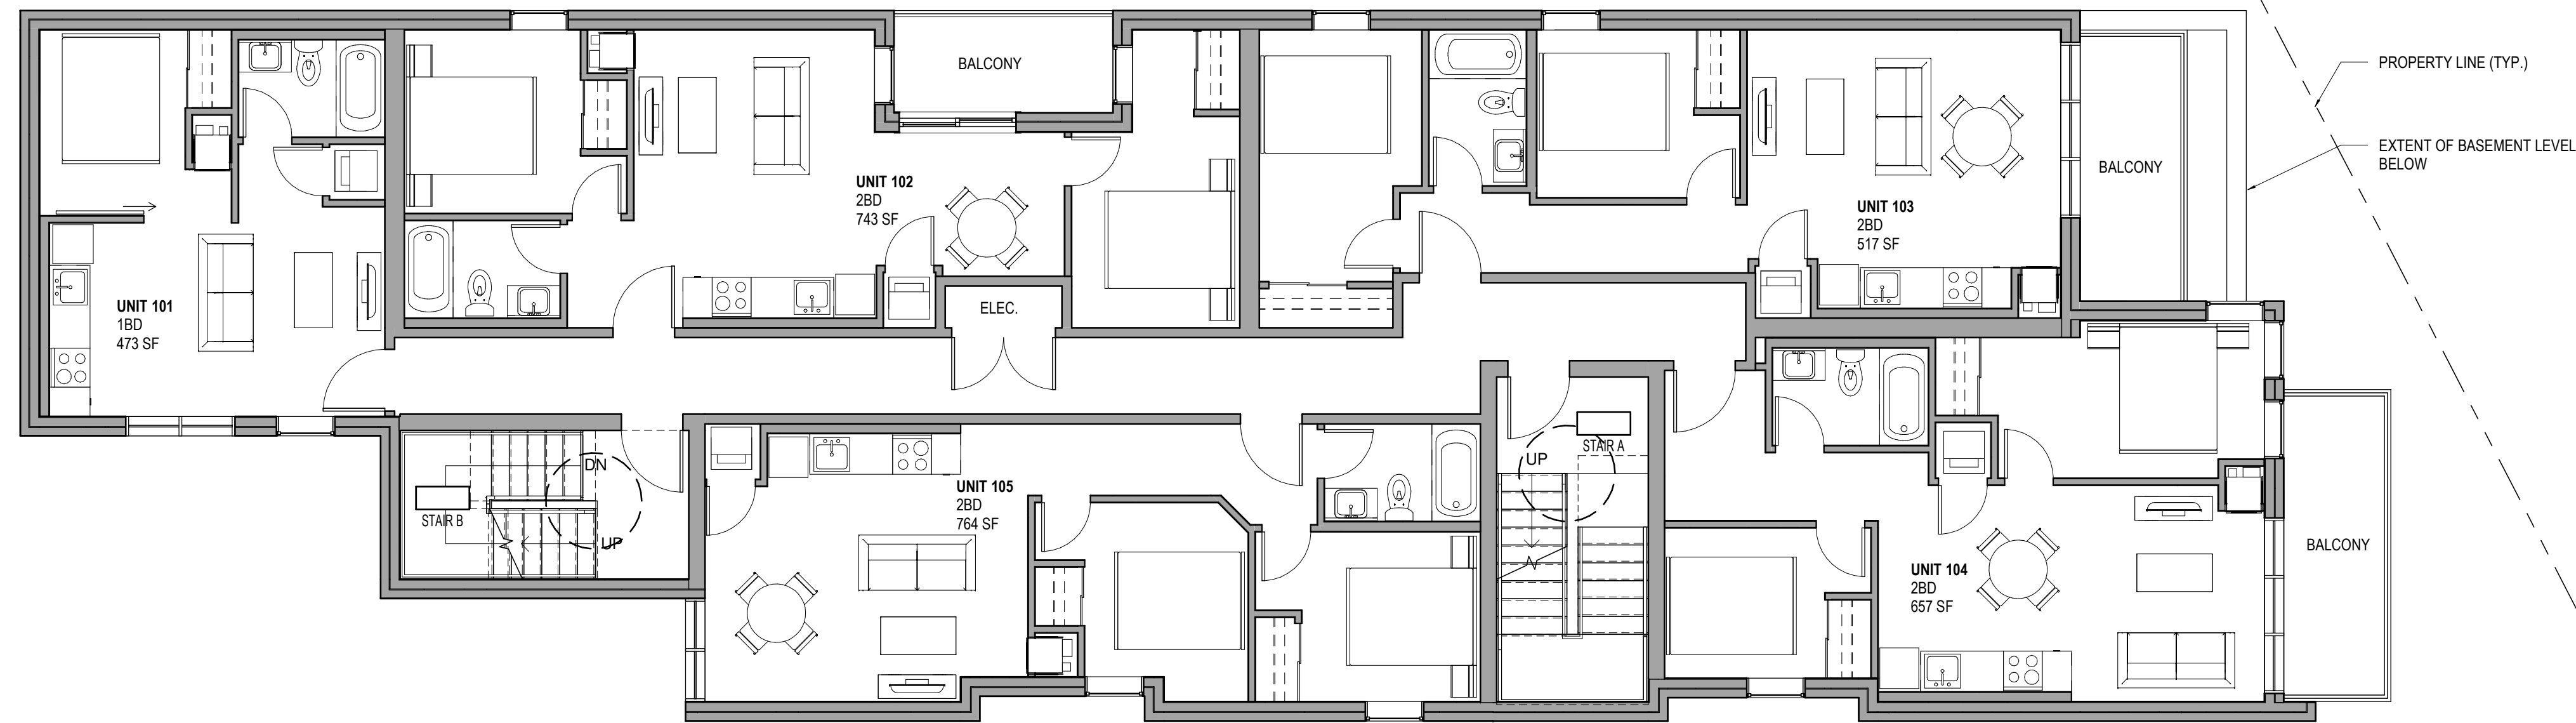 BALCONY
PROPERTY LINE (TYP.)
EXTENT OF BASEMENT LEVEL
BELOW
BALCONY
UNIT 102
2BD
743 SF
UNIT 103
2BD
517 SF
UNIT 101
1BD
473 SF
ELEC.
STAIR A
UP
DN
STAIR B
UP
UNIT 105
2BD
764 SF
UNIT 104
2BD
657 SF
BALCONY